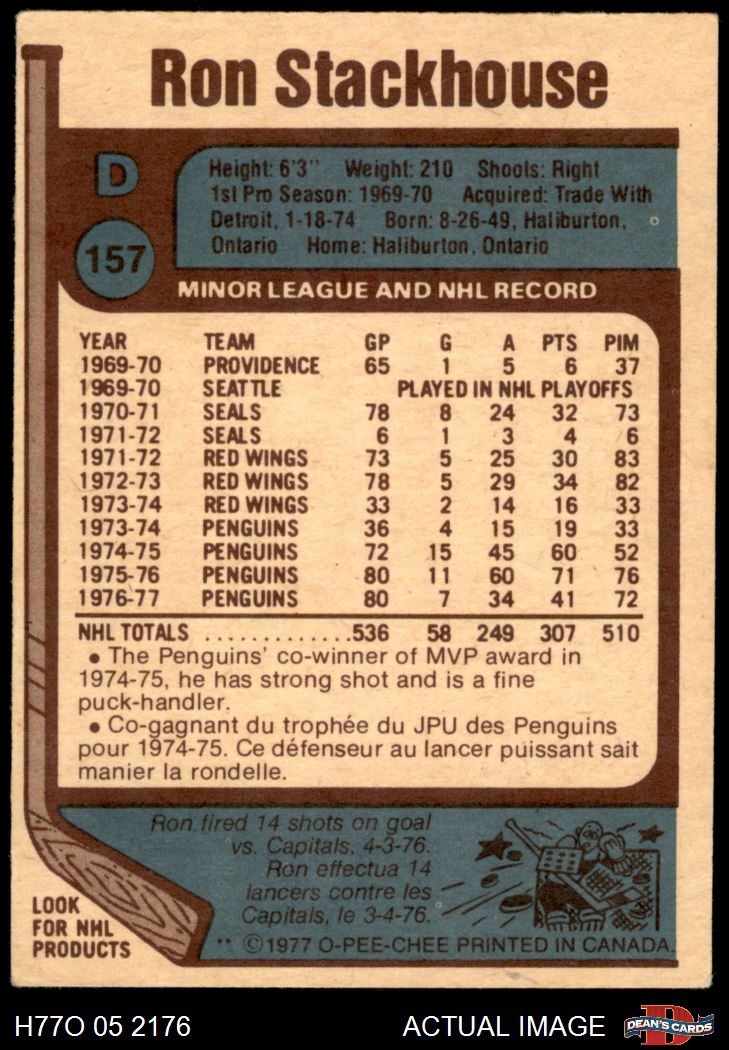 Ron Stackhouse
D
157
Height: 6'3" Weight: 210 Shoots: Right
1st Pro Season: 1969-70 Acquired: Trade With
Detroit, 1-18-74 Born: 8-26-49, Haliburton,
Ontario Home: Haliburton, Ontario
MINOR LEAGUE AND NHL RECORD
YEAR TEAM GP G A PTS PIM
1969-70 PROVIDENCE 65 1 5 6 37
1969-70 SEATTLE PLAYED IN NHL PLAYOFFS
1970-71 SEALS 78 8 24 32 73
1971-72 SEALS 6 1 3 4 6
1971-72 RED WINGS 73 5 25 30 83
1972-73 RED WINGS 78 5 29 34 82
1973-74 RED WINGS 33 2 14 16 33
1973-74 PENGUINS 36 4 15 19 33
1974-75 PENGUINS 72 15 45 60 52
1975-76 PENGUINS 80 11 60 71 76
1976-77 PENGUINS 80 7 34 41 72
NHL TOTALS .............536 58 249 307 510
• The Penguins' co-winner of MVP award in
1974-75, he has strong shot and is a fine
puck-handler.
• Co-gagnant du trophée du JPU des Penguins
pour 1974-75. Ce défenseur au lancer puissant sait
manier la rondelle.
Ron fired 14 shots on goal
vs. Capitals, 4-3-76.
Ron effectua 14
lancers contre les
Capitals, le 3-4-76.
LOOK
FOR NHL
PRODUCTS
** ©1977 O-PEE-CHEE PRINTED IN CANADA.
H77O 05 2176 ACTUAL IMAGE DEAN'S CARDS